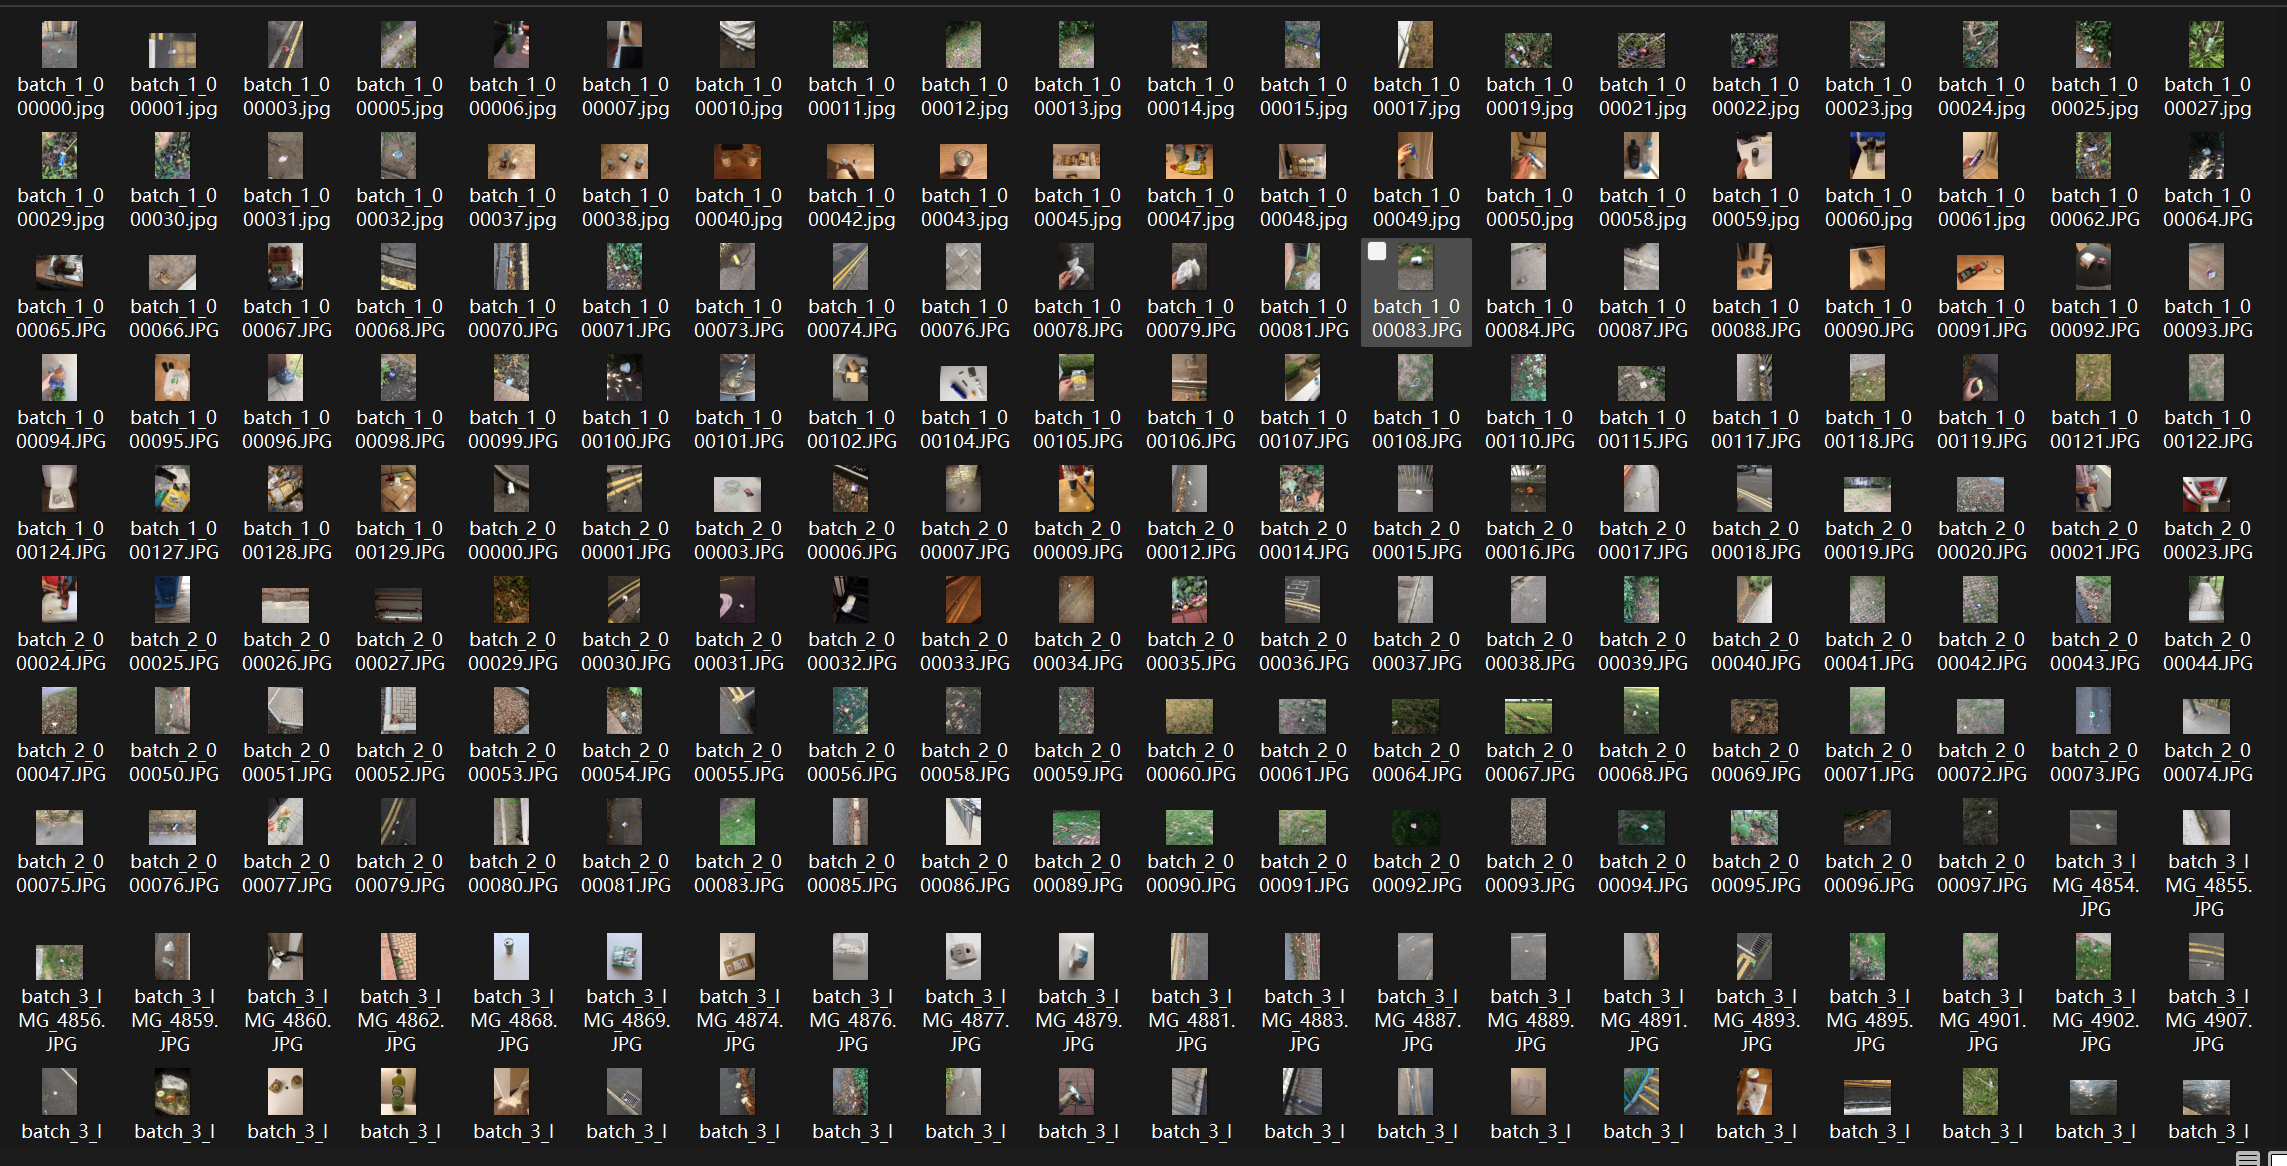 batch_1_0 batch_1_0 batch_1_0 batch_1_0 batch_1_0 batch_1_0 batch_1_0 batch_1_0 batch_1_0 batch_1_0 batch_1_0 batch_1_0 batch_1_0 batch_1_0 batch_1_0 batch_1_0 batch_1_0 batch_1_0 batch_1_0 batch_1_0
00000.jpg 00001.jpg 00003.jpg 00005.jpg 00006.jpg 00007.jpg 00010.jpg 00011.jpg 00012.jpg 00013.jpg 00014.jpg 00015.jpg 00017.jpg 00019.jpg 00021.jpg 00022.jpg 00023.jpg 00024.jpg 00025.jpg 00027.jpg
batch_1_0 batch_1_0 batch_1_0 batch_1_0 batch_1_0 batch_1_0 batch_1_0 batch_1_0 batch_1_0 batch_1_0 batch_1_0 batch_1_0 batch_1_0 batch_1_0 batch_1_0 batch_1_0 batch_1_0 batch_1_0 batch_1_0 batch_1_0
00029.jpg 00030.jpg 00031.jpg 00032.jpg 00037.jpg 00038.jpg 00040.jpg 00042.jpg 00043.jpg 00045.jpg 00047.jpg 00048.jpg 00049.jpg 00050.jpg 00058.jpg 00059.jpg 00060.jpg 00061.jpg 00062.JPG 00064.JPG
batch_1_0 batch_1_0 batch_1_0 batch_1_0 batch_1_0 batch_1_0 batch_1_0 batch_1_0 batch_1_0 batch_1_0 batch_1_0 batch_1_0 batch_1_0 batch_1_0 batch_1_0 batch_1_0 batch_1_0 batch_1_0 batch_1_0 batch_1_0
00065.JPG 00066.JPG 00067.JPG 00068.JPG 00070.JPG 00071.JPG 00073.JPG 00074.JPG 00076.JPG 00078.JPG 00079.JPG 00081.JPG 00083.JPG 00084.JPG 00087.JPG 00088.JPG 00090.JPG 00091.JPG 00092.JPG 00093.JPG
batch_1_0 batch_1_0 batch_1_0 batch_1_0 batch_1_0 batch_1_0 batch_1_0 batch_1_0 batch_1_0 batch_1_0 batch_1_0 batch_1_0 batch_1_0 batch_1_0 batch_1_0 batch_1_0 batch_1_0 batch_1_0 batch_1_0 batch_1_0
00094.JPG 00095.JPG 00096.JPG 00098.JPG 00099.JPG 00100.JPG 00101.JPG 00102.JPG 00104.JPG 00105.JPG 00106.JPG 00107.JPG 00108.JPG 00110.JPG 00115.JPG 00117.JPG 00118.JPG 00119.JPG 00121.JPG 00122.JPG
batch_1_0 batch_1_0 batch_1_0 batch_1_0 batch_2_0 batch_2_0 batch_2_0 batch_2_0 batch_2_0 batch_2_0 batch_2_0 batch_2_0 batch_2_0 batch_2_0 batch_2_0 batch_2_0 batch_2_0 batch_2_0 batch_2_0 batch_2_0
00124.JPG 00127.JPG 00128.JPG 00129.JPG 00000.JPG 00001.JPG 00003.JPG 00006.JPG 00007.JPG 00009.JPG 00012.JPG 00014.JPG 00015.JPG 00016.JPG 00017.JPG 00018.JPG 00019.JPG 00020.JPG 00021.JPG 00023.JPG
batch_2_0 batch_2_0 batch_2_0 batch_2_0 batch_2_0 batch_2_0 batch_2_0 batch_2_0 batch_2_0 batch_2_0 batch_2_0 batch_2_0 batch_2_0 batch_2_0 batch_2_0 batch_2_0 batch_2_0 batch_2_0 batch_2_0 batch_2_0
00024.JPG 00025.JPG 00026.JPG 00027.JPG 00029.JPG 00030.JPG 00031.JPG 00032.JPG 00033.JPG 00034.JPG 00035.JPG 00036.JPG 00037.JPG 00038.JPG 00039.JPG 00040.JPG 00041.JPG 00042.JPG 00043.JPG 00044.JPG
batch_2_0 batch_2_0 batch_2_0 batch_2_0 batch_2_0 batch_2_0 batch_2_0 batch_2_0 batch_2_0 batch_2_0 batch_2_0 batch_2_0 batch_2_0 batch_2_0 batch_2_0 batch_2_0 batch_2_0 batch_2_0 batch_2_0 batch_2_0
00047.JPG 00050.JPG 00051.JPG 00052.JPG 00053.JPG 00054.JPG 00055.JPG 00056.JPG 00058.JPG 00059.JPG 00060.JPG 00061.JPG 00064.JPG 00067.JPG 00068.JPG 00069.JPG 00071.JPG 00072.JPG 00073.JPG 00074.JPG
batch_2_0 batch_2_0 batch_2_0 batch_2_0 batch_2_0 batch_2_0 batch_2_0 batch_2_0 batch_2_0 batch_2_0 batch_2_0 batch_2_0 batch_2_0 batch_2_0 batch_2_0 batch_2_0 batch_2_0 batch_2_0 batch_3_I batch_3_I
00075.JPG 00076.JPG 00077.JPG 00079.JPG 00080.JPG 00081.JPG 00083.JPG 00085.JPG 00086.JPG 00089.JPG 00090.JPG 00091.JPG 00092.JPG 00093.JPG 00094.JPG 00095.JPG 00096.JPG 00097.JPG MG_4854. MG_4855.
JPG JPG
batch_3_I batch_3_I batch_3_I batch_3_I batch_3_I batch_3_I batch_3_I batch_3_I batch_3_I batch_3_I batch_3_I batch_3_I batch_3_I batch_3_I batch_3_I batch_3_I batch_3_I batch_3_I batch_3_I batch_3_I
MG_4856. MG_4859. MG_4860. MG_4862. MG_4868. MG_4869. MG_4874. MG_4876. MG_4877. MG_4879. MG_4881. MG_4883. MG_4887. MG_4889. MG_4891. MG_4893. MG_4895. MG_4901. MG_4902. MG_4907.
JPG JPG JPG JPG JPG JPG JPG JPG JPG JPG JPG JPG JPG JPG JPG JPG JPG JPG JPG JPG
batch_3_I batch_3_I batch_3_I batch_3_I batch_3_I batch_3_I batch_3_I batch_3_I batch_3_I batch_3_I batch_3_I batch_3_I batch_3_I batch_3_I batch_3_I batch_3_I batch_3_I batch_3_I batch_3_I batch_3_I